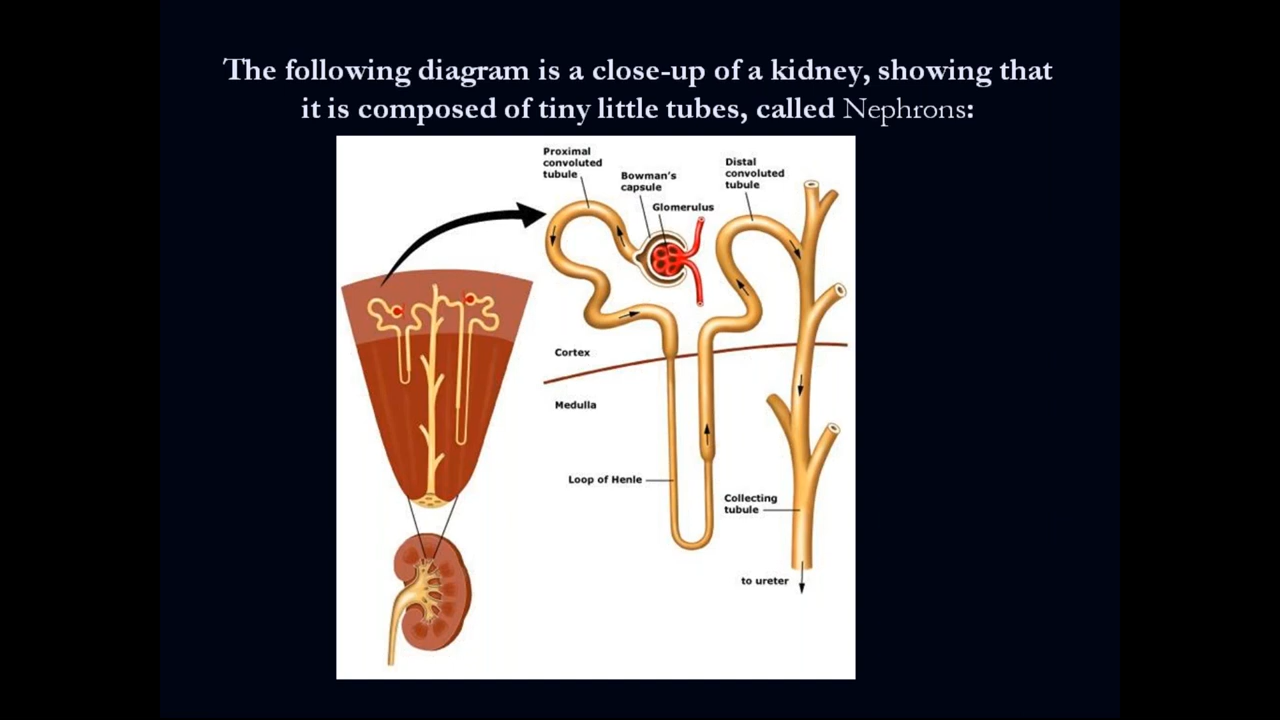 The following diagram is a close-up of a kidney, showing that
it is composed of tiny little tubes, called Nephrons:
Proximal
convoluted
tubule
Bowman's
capsule
Glomerulus
Distal
convoluted
tubule
Cortex
Medulla
Loop of Henle
Collecting
tubule
to ureter